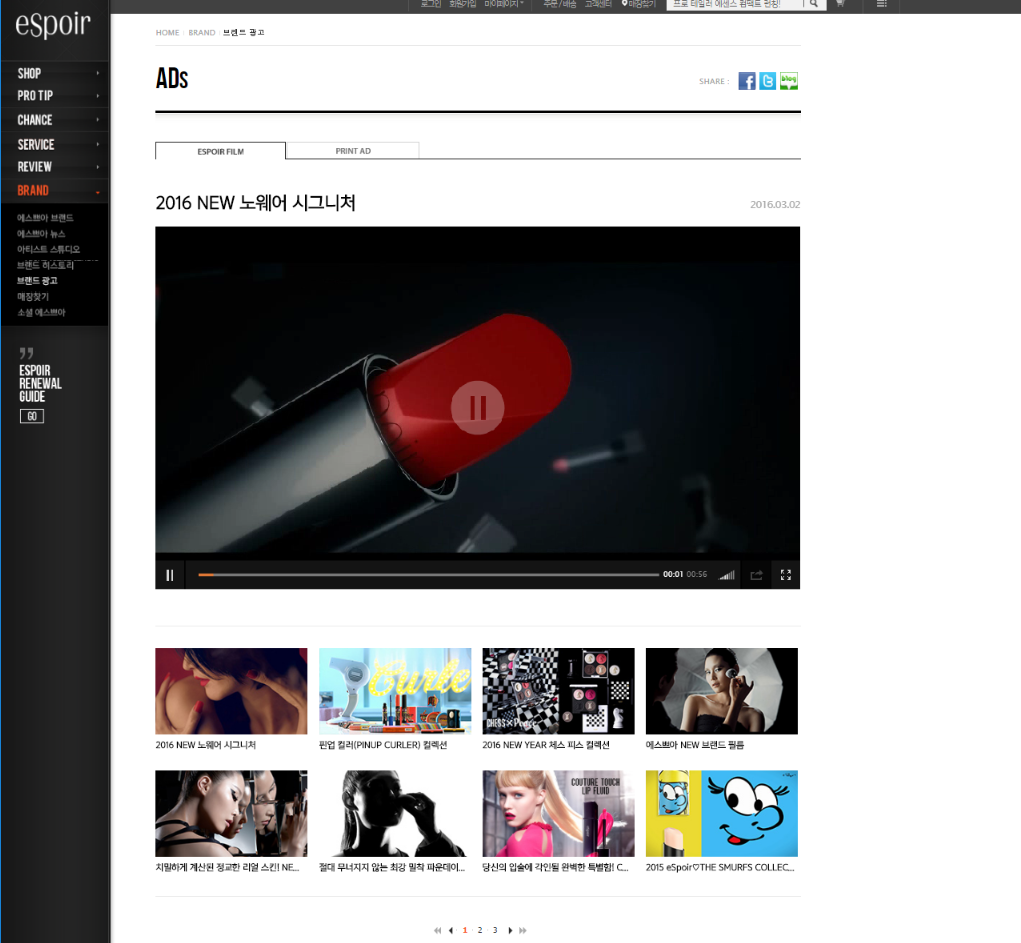 eSpoir
로그인 회원가입 마이페이지 주문 / 배송 고객센터 매장찾기 프로 테일러 에센스 컴팩트 런칭!
SHOP
PRO TIP
CHANCE
SERVICE
REVIEW
BRAND
에스쁘아 브랜드
에스쁘아 뉴스
아티스트 스튜디오
브랜드 히스토리
브랜드 광고
매장찾기
소셜 에스쁘아
ESPOIR
RENEWAL
GUIDE
GO
HOME BRAND 브랜드 광고
ADs
SHARE :
blog
ESPOIR FILM PRINT AD
2016 NEW 노웨어 시그니처
2016.03.02
00:01 00:56
Curle
CHESS×Piece
2016 NEW 노웨어 시그니처
핀업 컬러(PINUP CURLER) 컬렉션
2016 NEW YEAR 체스 피스 컬렉션
에스쁘아 NEW 브랜드 필름
COUTURE TOUCH
LIP FLUID
치밀하게 계산된 정교한 리얼 스킨! NE...
절대 무너지지 않는 최강 밀착 파운데이...
당신의 입술에 각인될 완벽한 특별함! C...
2015 eSpoir♡THE SMURFS COLLEC...
1 2 3